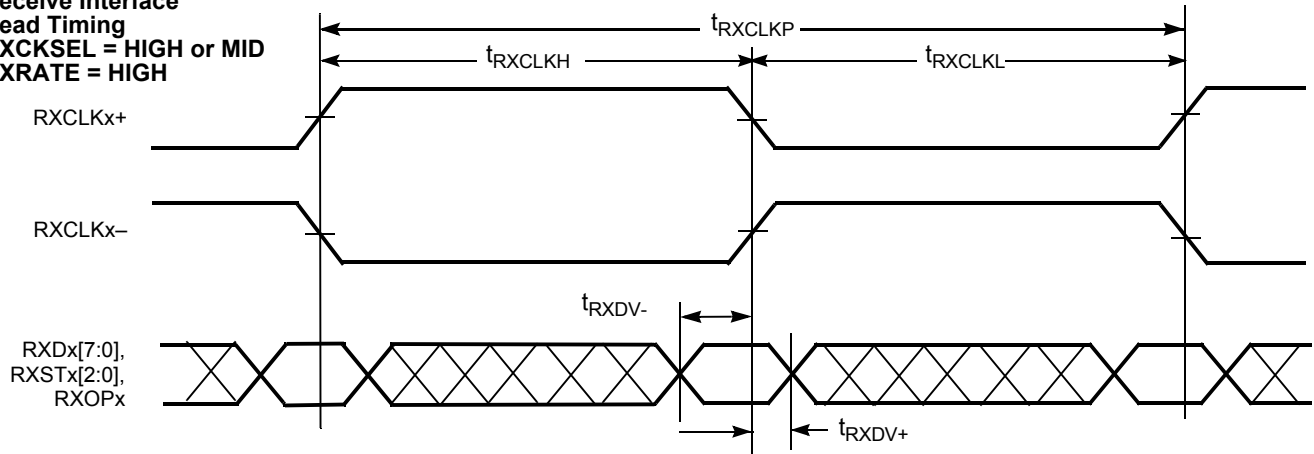 eceive Interface
ead Timing
XCKSEL = HIGH or MID
XRATE = HIGH
tRXCLKP
tRXCLKH
tRXCLKL
RXCLKx+
RXCLKx–
tRXDV-
RXDx[7:0],
RXSTx[2:0],
RXOPx
tRXDV+